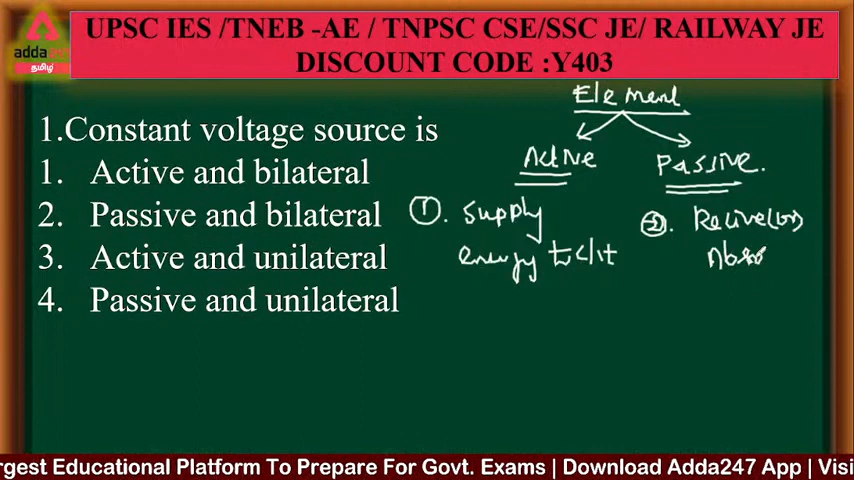 UPSC IES /TNEB -AE / TNPSC CSE/SSC JE/ RAILWAY JE
DISCOUNT CODE :Y403
adda
தமிழ்
Element
Active
Passive.
1.Constant voltage source is
1. Active and bilateral
2. Passive and bilateral
3. Active and unilateral
4. Passive and unilateral
①. Supply
energy to c/t
②.
rgest Educational Platform To Prepare For Govt. Exams | Download Adda247 App | Visi